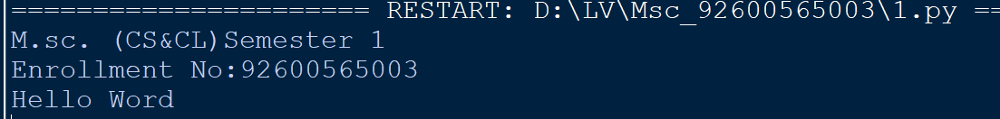 ====================== RESTART: D:\LV\Msc_92600565003\1.py ==
M.sc. (CS&CL)Semester 1
Enrollment No:92600565003
Hello Word